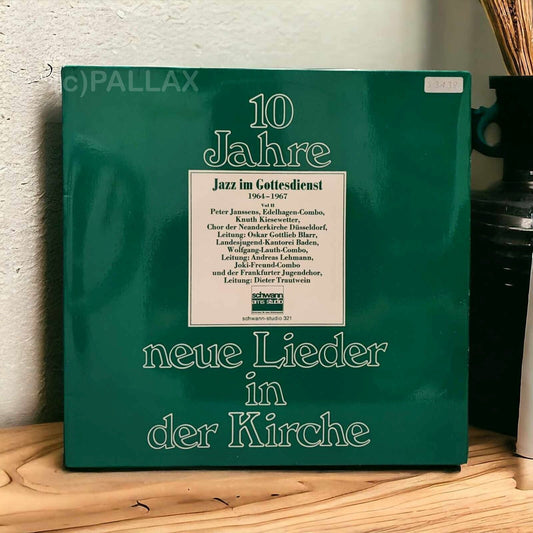 c)PALLAX
10
Jahre
Jazz im Gottesdienst
1964–1967
Vol II
Peter Janssens, Edelhagen-Combo,
Knuth Kiesewetter,
Chor der Neanderkirche Düsseldorf,
Leitung: Oskar Gottlieb Blarr,
Landesjugend-Kantorei Baden,
Wolfgang-Lauth-Combo,
Leitung: Andreas Lehmann,
Joki-Freund-Combo
und der Frankfurter Jugendchor,
Leitung: Dieter Trautwein
schwann
ams studio
schwann-studio 321
neue Lieder
in
der Kirche